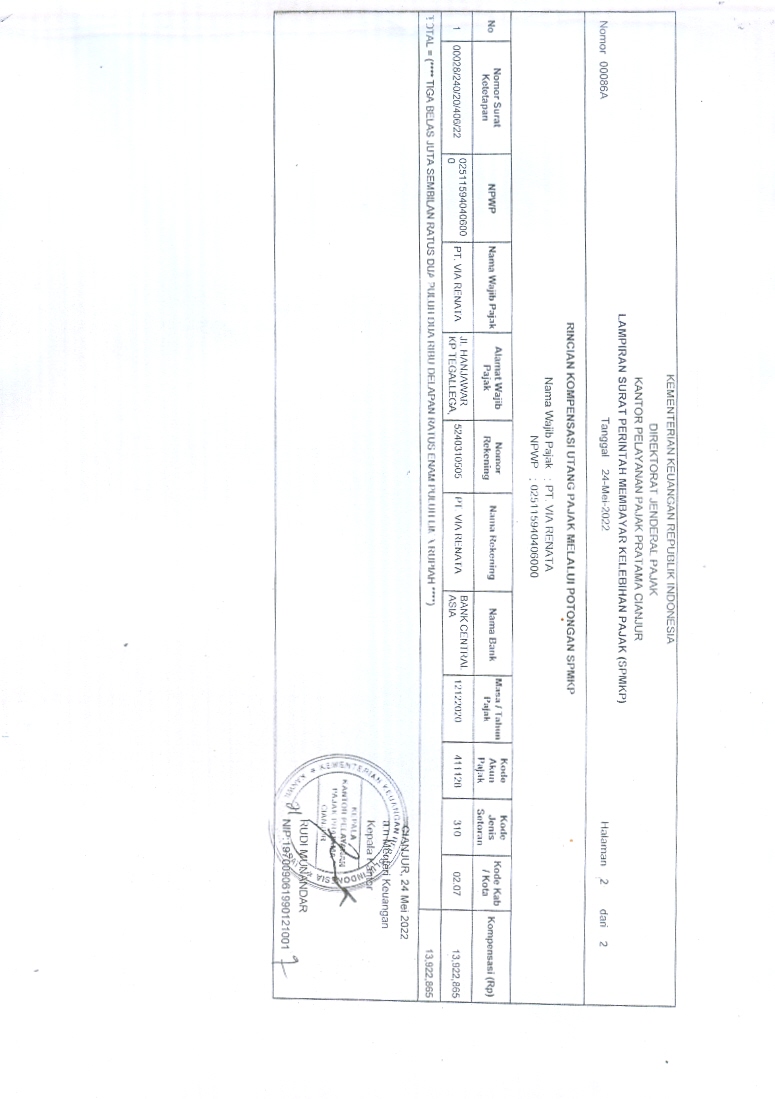 KEMENTERIAN KEUANGAN REPUBLIK INDONESIA
DIREKTORAT JENDERAL PAJAK
KANTOR PELAYANAN PAJAK PRATAMA CIANJUR
LAMPIRAN SURAT PERINTAH MEMBAYAR KELEBIHAN PAJAK (SPMKP)
Nomor 00086A Tanggal 24-Mei-2022 Halaman 2 dari 2
RINCIAN KOMPENSASI UTANG PAJAK MELALUI POTONGAN SPMKP
Nama Wajib Pajak : PT. VIA RENATA
NPWP : 025115940406000
No Nomor Surat Ketetapan NPWP Nama Wajib Pajak Alamat Wajib Pajak Nomor Rekening Nama Rekening Nama Bank Masa / Tahun Pajak Kode Akun Pajak Kode Jenis Setoran Kode Kab / Kota Kompensasi (Rp)
1 00028/240/20/406/22 025115940406000 PT. VIA RENATA Jl. HANJAWAR KP TEGALLEGA, 5240310505 PT. VIA RENATA BANK CENTRAL ASIA 12122020 411128 310 02.07 13,922,865
TOTAL = (**** TIGA BELAS JUTA SEMBILAN RATUS DUA PULUH DUA RIBU DELAPAN RATUS ENAM PULUH LIMA RUPIAH ****) 13,922,865
CIANJUR, 24 Mei 2022
a.n Menteri Keuangan
Kepala Kantor
KEMENTERIAN KEUANGAN REPUBLIK INDONESIA
KEPALA
KANTOR PELAYANAN
PAJAK PRATAMA
CIANJUR
RUDI MUNANDAR
NIP:197009061990121001